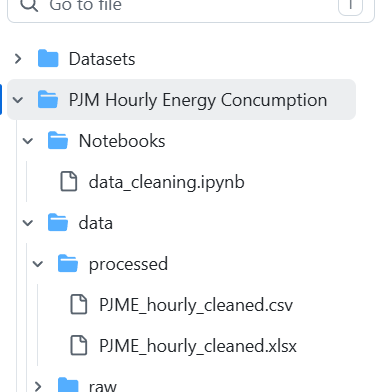 Go to file
Datasets
PJM Hourly Energy Concumption
Notebooks
data_cleaning.ipynb
data
processed
PJME_hourly_cleaned.csv
PJME_hourly_cleaned.xlsx
raw